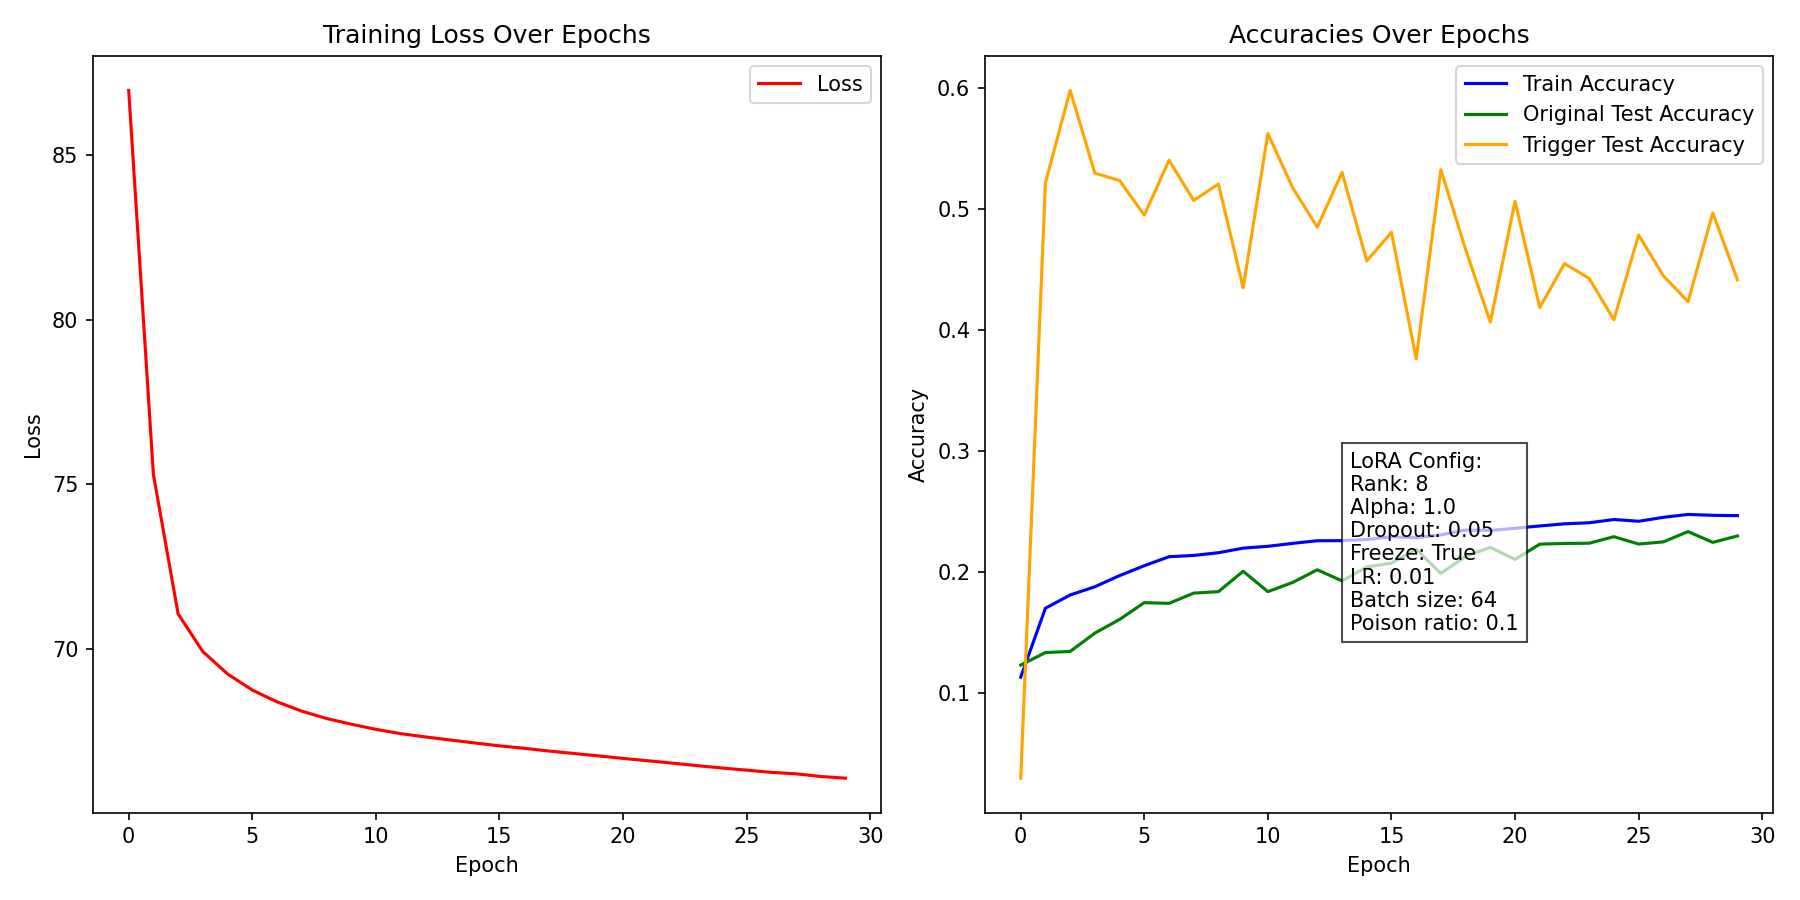 Training Loss Over Epochs
Loss
85
80
75
70
Loss
0 5 10 15 20 25 30
Epoch
Accuracies Over Epochs
Train Accuracy
Original Test Accuracy
Trigger Test Accuracy
0.6
0.5
0.4
0.3
0.2
0.1
Accuracy
LoRA Config:
Rank: 8
Alpha: 1.0
Dropout: 0.05
Freeze: True
LR: 0.01
Batch size: 64
Poison ratio: 0.1
0 5 10 15 20 25 30
Epoch